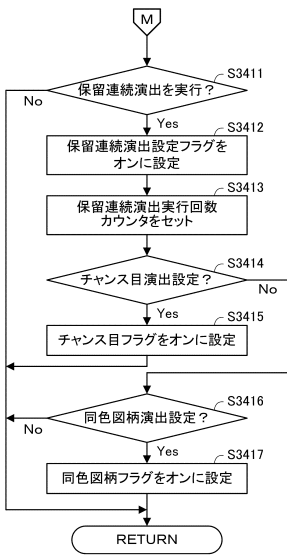 M
S3411
保留連続演出を実行？
No
Yes
S3412
保留連続演出設定フラグを
オンに設定
S3413
保留連続演出実行回数
カウンタをセット
S3414
チャンス目演出設定？
No
Yes
S3415
チャンス目フラグをオンに設定
S3416
同色図柄演出設定？
No
Yes
S3417
同色図柄フラグをオンに設定
RETURN